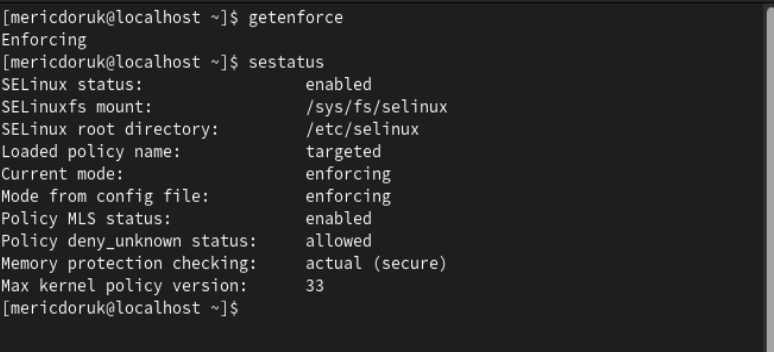 [mericdoruk@localhost ~]$ getenforce
Enforcing
[mericdoruk@localhost ~]$ sestatus
SELinux status:                 enabled
SELinuxfs mount:                /sys/fs/selinux
SELinux root directory:         /etc/selinux
Loaded policy name:             targeted
Current mode:                   enforcing
Mode from config file:          enforcing
Policy MLS status:              enabled
Policy deny_unknown status:     allowed
Memory protection checking:     actual (secure)
Max kernel policy version:      33
[mericdoruk@localhost ~]$